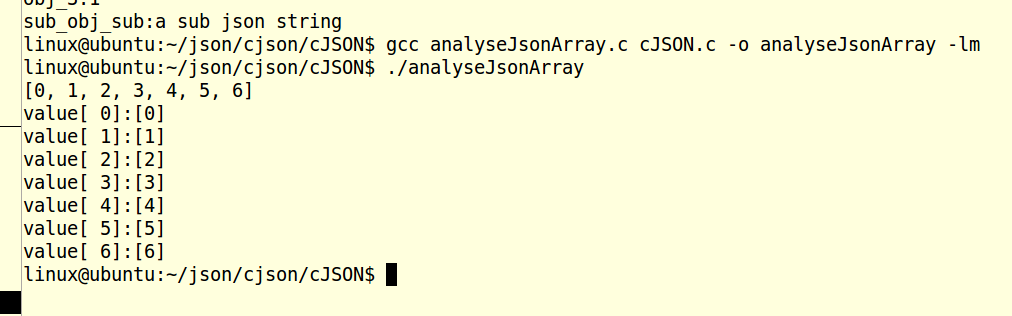 obj_3:1
sub_obj_sub:a sub json string
linux@ubuntu:~/json/cjson/cJSON$ gcc analyseJsonArray.c cJSON.c -o analyseJsonArray -lm
linux@ubuntu:~/json/cjson/cJSON$ ./analyseJsonArray
[0, 1, 2, 3, 4, 5, 6]
value[ 0]:[0]
value[ 1]:[1]
value[ 2]:[2]
value[ 3]:[3]
value[ 4]:[4]
value[ 5]:[5]
value[ 6]:[6]
linux@ubuntu:~/json/cjson/cJSON$